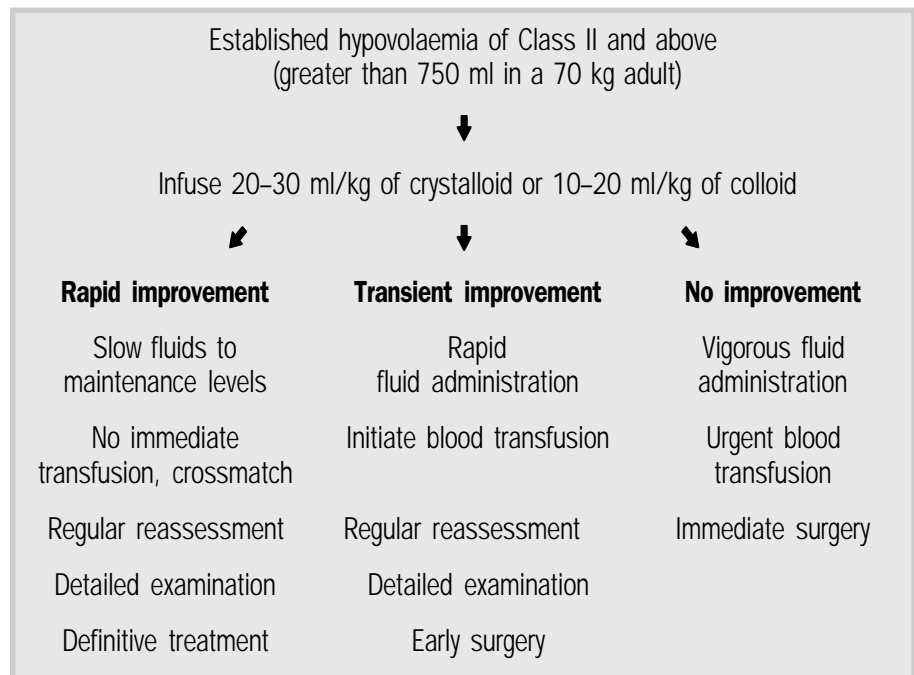 Established hypovolaemia of Class II and above
(greater than 750 ml in a 70 kg adult)
Infuse 20–30 ml/kg of crystalloid or 10–20 ml/kg of colloid
Rapid improvement
Slow fluids to
maintenance levels
No immediate
transfusion, crossmatch
Regular reassessment
Detailed examination
Definitive treatment
Transient improvement
Rapid
fluid administration
Initiate blood transfusion
Regular reassessment
Detailed examination
Early surgery
No improvement
Vigorous fluid
administration
Urgent blood
transfusion
Immediate surgery